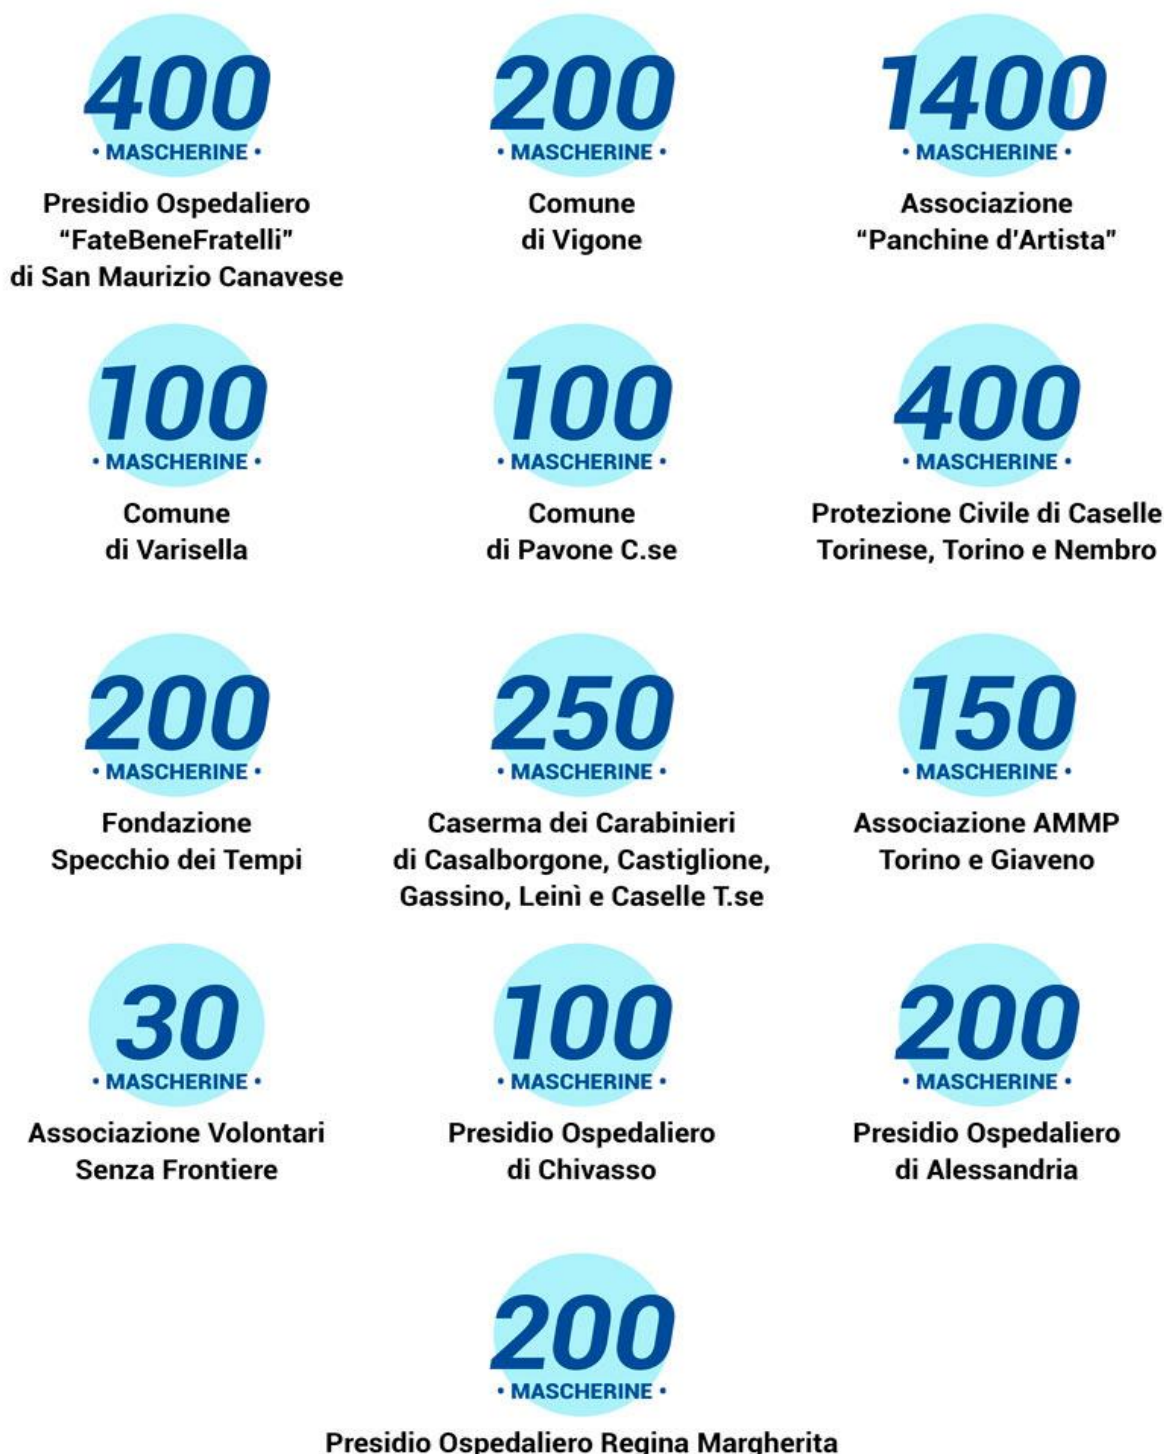 400
• MASCHERINE •
Presidio Ospedaliero
“FateBeneFratelli”
di San Maurizio Canavese
200
• MASCHERINE •
Comune
di Vigone
1400
• MASCHERINE •
Associazione
“Panchine d'Artista”
100
• MASCHERINE •
Comune
di Varisella
100
• MASCHERINE •
Comune
di Pavone C.se
400
• MASCHERINE •
Protezione Civile di Caselle
Torinese, Torino e Nembro
200
• MASCHERINE •
Fondazione
Specchio dei Tempi
250
• MASCHERINE •
Caserma dei Carabinieri
di Casalborgone, Castiglione,
Gassino, Leinì e Caselle T.se
150
• MASCHERINE •
Associazione AMMP
Torino e Giaveno
30
• MASCHERINE •
Associazione Volontari
Senza Frontiere
100
• MASCHERINE •
Presidio Ospedaliero
di Chivasso
200
• MASCHERINE •
Presidio Ospedaliero
di Alessandria
200
• MASCHERINE •
Presidio Ospedaliero Regina Margherita